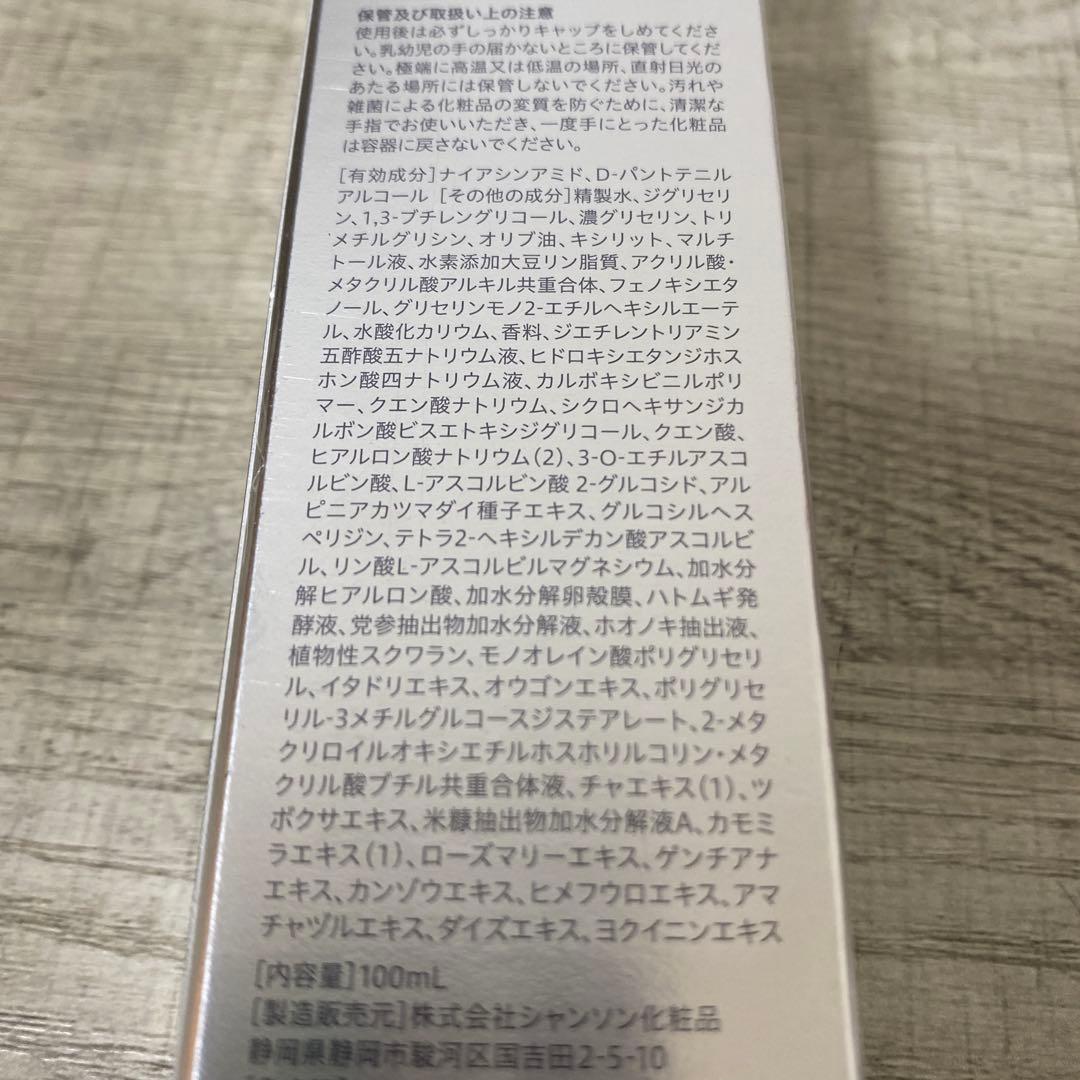 保管及び取扱い上の注意
使用後は必ずしっかりキャップをしめてくださ
い。乳幼児の手の届かないところに保管してくだ
さい。極端に高温又は低温の場所、直射日光の
あたる場所には保管しないでください。汚れや
雑菌による化粧品の変質を防ぐために、清潔な
手指でお使いいただき、一度手にとった化粧品
は容器に戻さないでください。
[有効成分]ナイアシンアミド、D-パントテニル
アルコール [その他の成分]精製水、ジグリセリ
ン、1,3-ブチレングリコール、濃グリセリン、トリ
メチルグリシン、オリブ油、キシリット、マルチ
トール液、水素添加大豆リン脂質、アクリル酸・
メタクリル酸アルキル共重合体、フェノキシエタ
ノール、グリセリンモノ2-エチルヘキシルエーテ
ル、水酸化カリウム、香料、ジエチレントリアミン
五酢酸五ナトリウム液、ヒドロキシエタンジホス
ホン酸四ナトリウム液、カルボキシビニルポリ
マー、クエン酸ナトリウム、シクロヘキサンジカ
ルボン酸ビスエトキシジグリコール、クエン酸、
ヒアルロン酸ナトリウム(2)、3-O-エチルアスコ
ルビン酸、L-アスコルビン酸 2-グルコシド、アル
ピニアカツマダイ種子エキス、グルコシルヘス
ペリジン、テトラ2-ヘキシルデカン酸アスコルビ
ル、リン酸L-アスコルビルマグネシウム、加水分
解ヒアルロン酸、加水分解卵殻膜、ハトムギ発
酵液、党参抽出物加水分解液、ホオノキ抽出液、
植物性スクワラン、モノオレイン酸ポリグリセリ
ル、イタドリエキス、オウゴンエキス、ポリグリセ
リル-3メチルグルコースジステアレート、2-メタ
クリロイルオキシエチルホスホリルコリン・メタ
クリル酸ブチル共重合体液、チャエキス(1)、ツ
ボクサエキス、米糠抽出物加水分解液A、カモミ
ラエキス(1)、ローズマリーエキス、ゲンチアナ
エキス、カンゾウエキス、ヒメフウロエキス、アマ
チャヅルエキス、ダイズエキス、ヨクイニンエキス
[内容量]100mL
[製造販売元]株式会社シャンソン化粧品
静岡県静岡市駿河区国吉田2-5-10